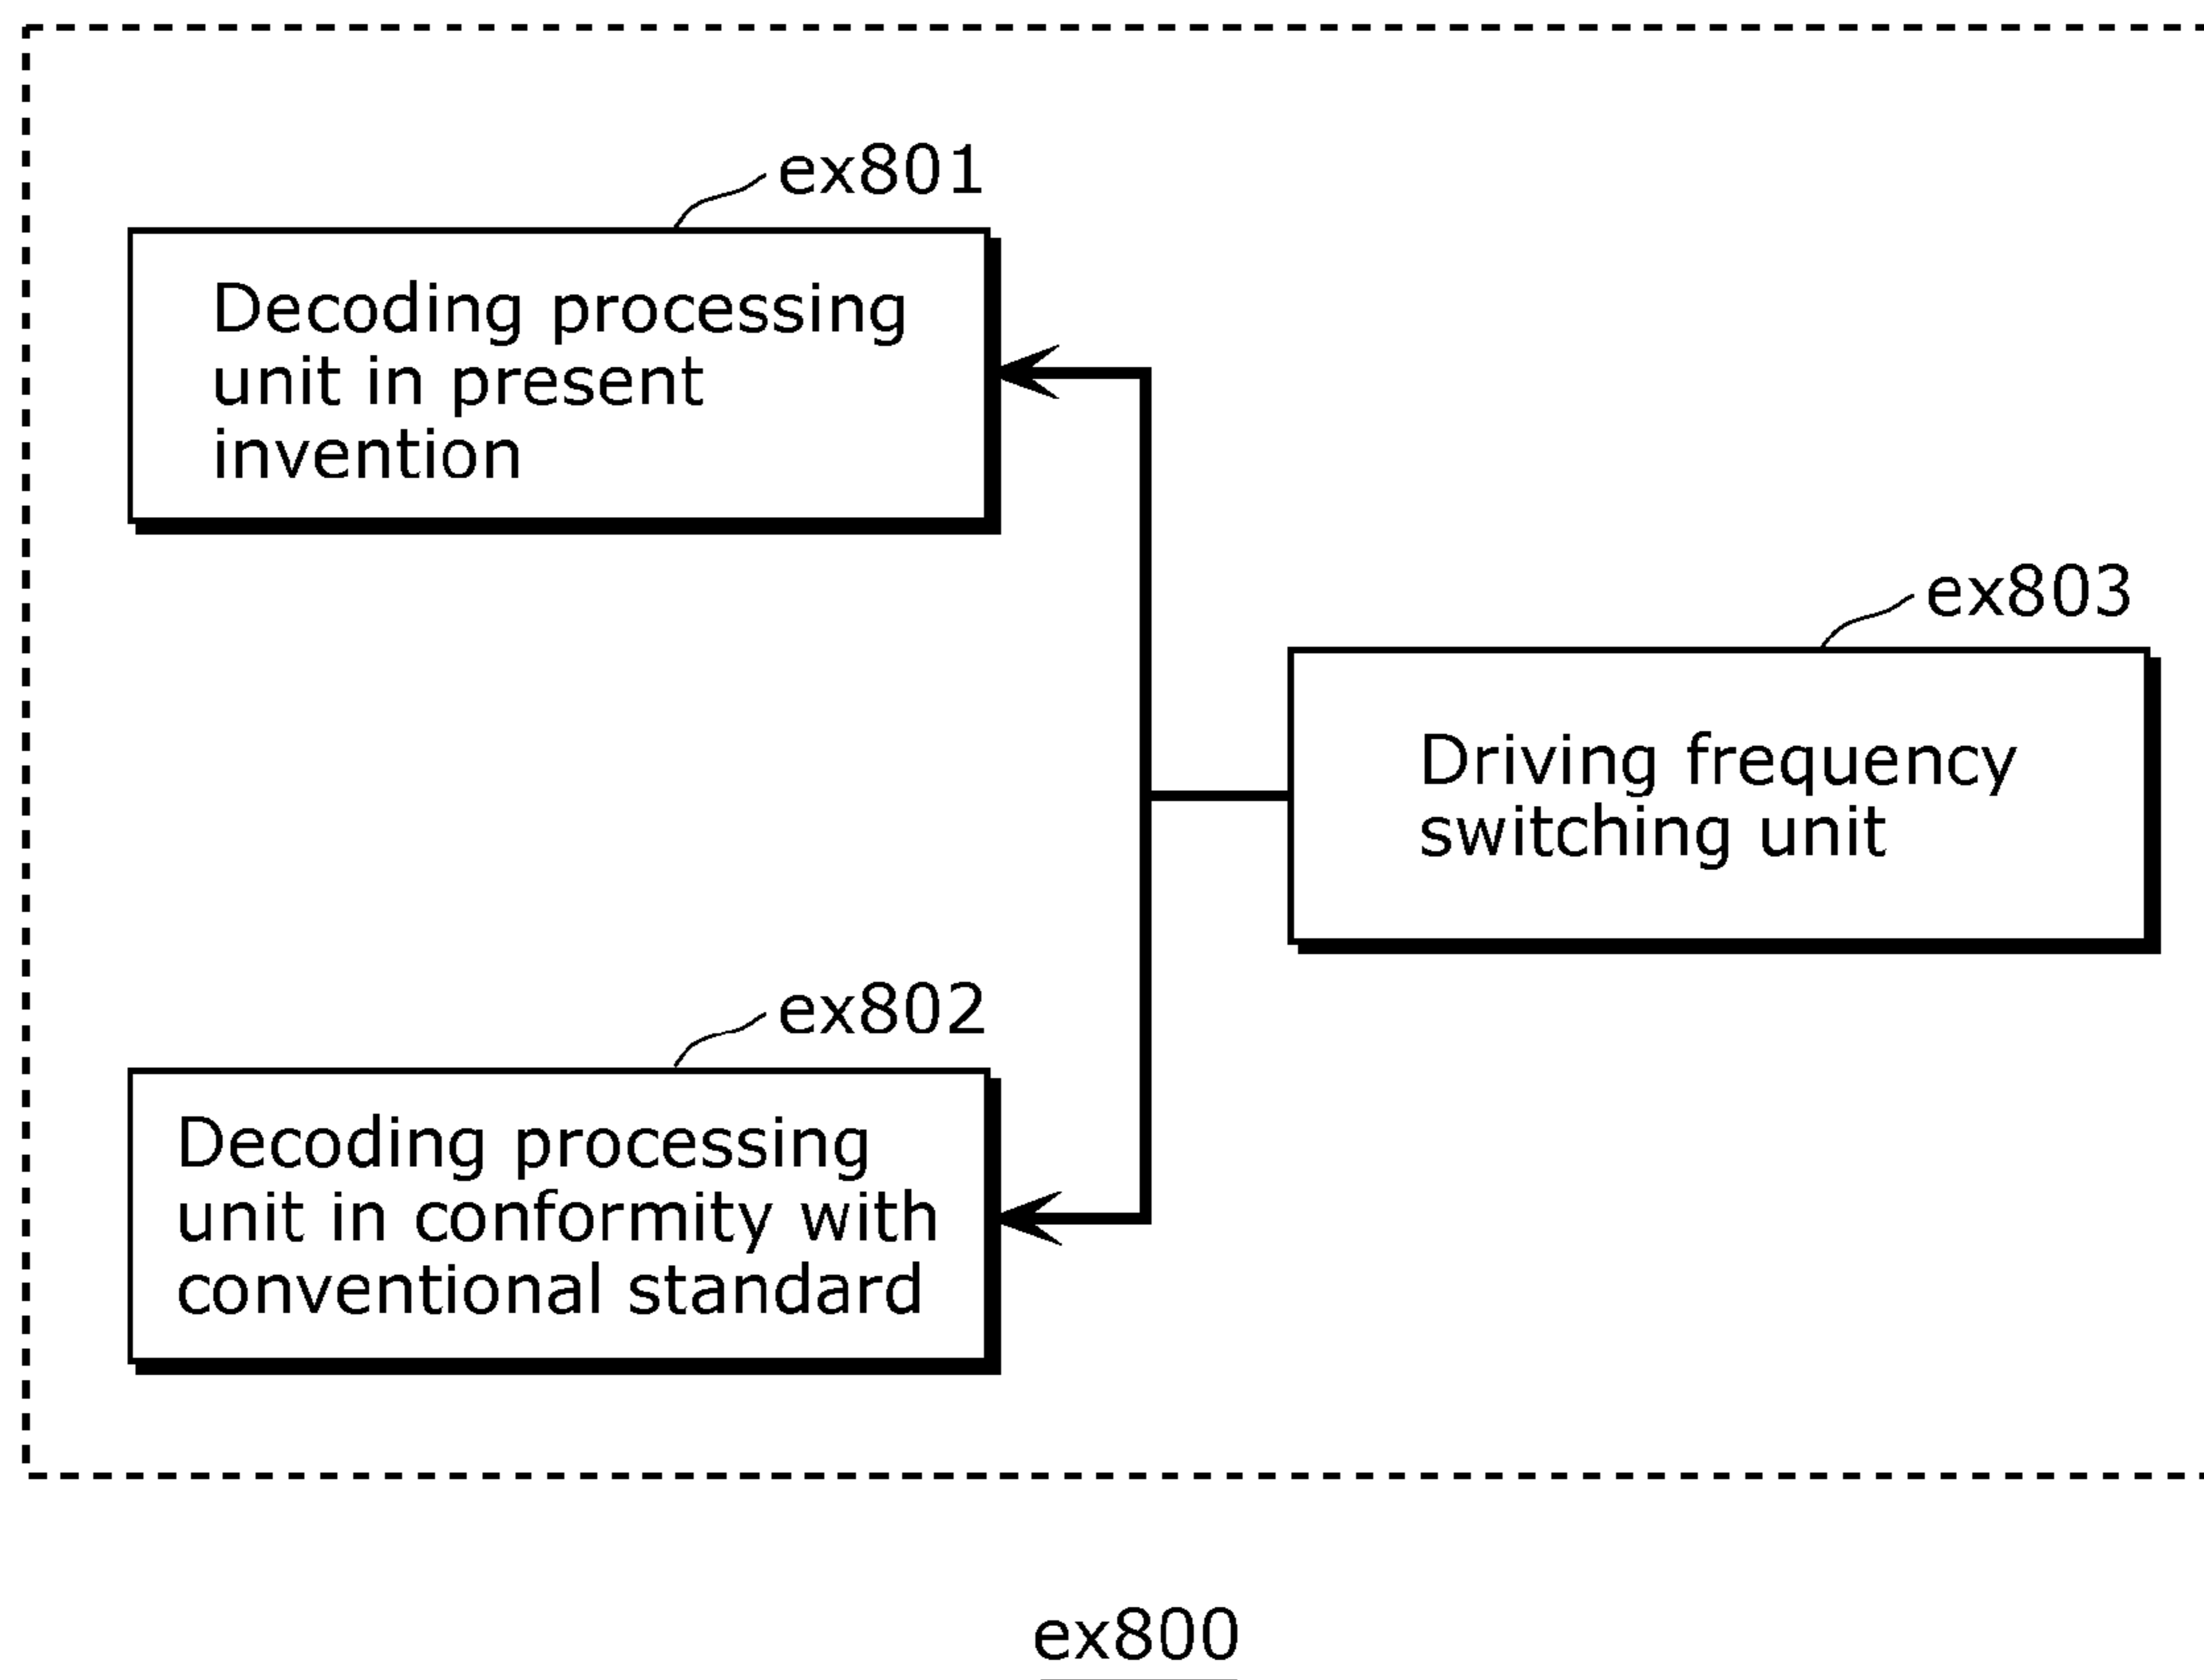 ex801
Decoding processing
unit in present
invention
ex803
Driving frequency
switching unit
ex802
Decoding processing
unit in conformity with
conventional standard
ex800